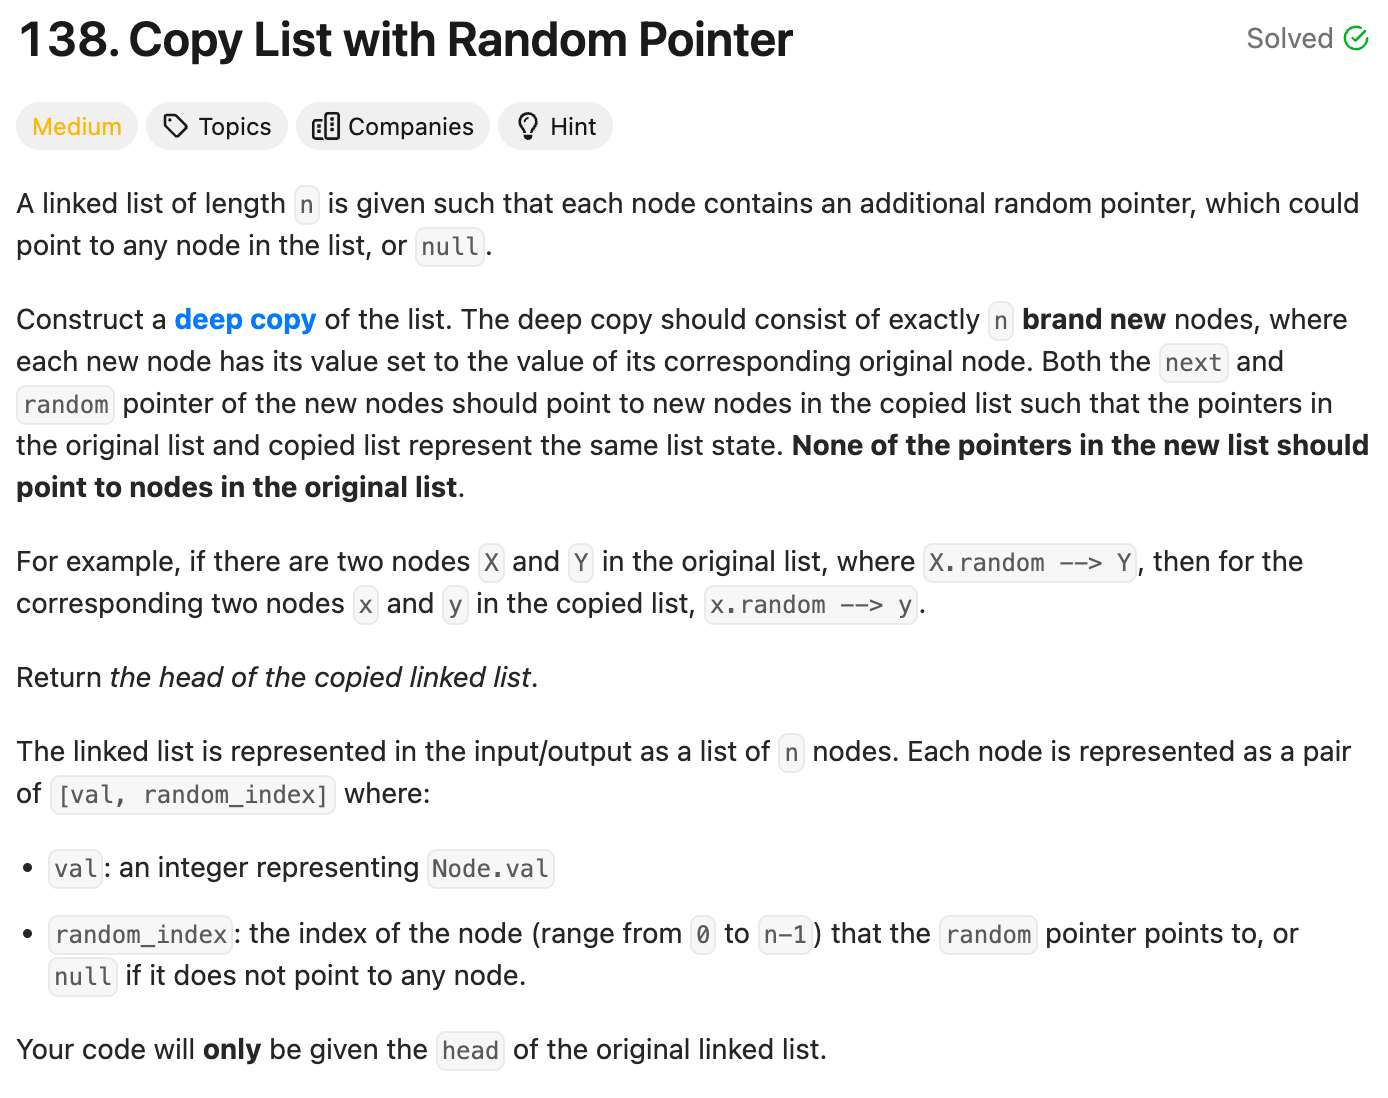 138. Copy List with Random Pointer
Solved
Medium
Topics
Companies
Hint
A linked list of length n is given such that each node contains an additional random pointer, which could
point to any node in the list, or null.
Construct a deep copy of the list. The deep copy should consist of exactly n brand new nodes, where
each new node has its value set to the value of its corresponding original node. Both the next and
random pointer of the new nodes should point to new nodes in the copied list such that the pointers in
the original list and copied list represent the same list state. None of the pointers in the new list should
point to nodes in the original list.
For example, if there are two nodes X and Y in the original list, where X.random --> Y, then for the
corresponding two nodes x and y in the copied list, x.random --> y.
Return the head of the copied linked list.
The linked list is represented in the input/output as a list of n nodes. Each node is represented as a pair
of [val, random_index] where:
• val: an integer representing Node.val
• random_index: the index of the node (range from 0 to n-1) that the random pointer points to, or
null if it does not point to any node.
Your code will only be given the head of the original linked list.